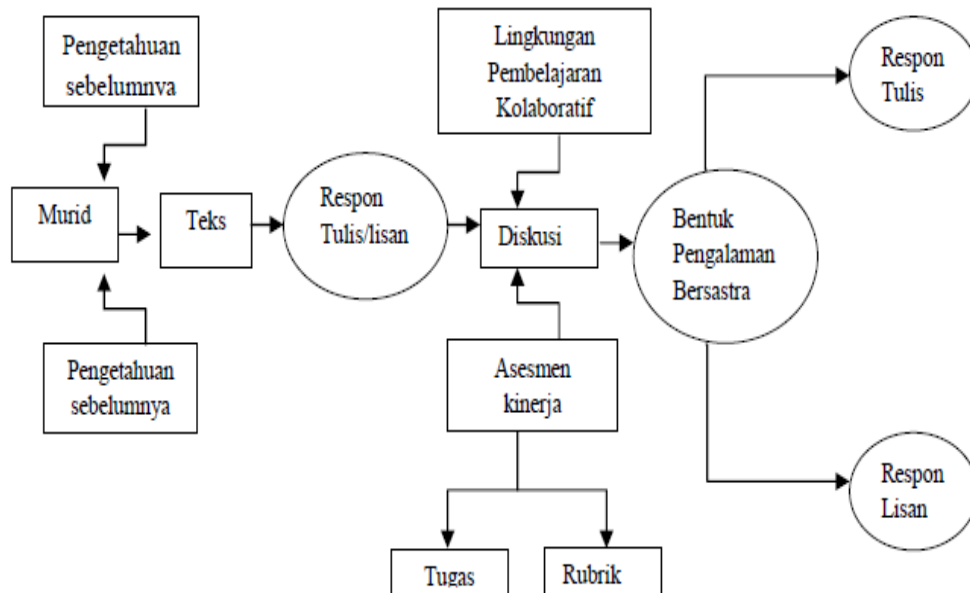 Pengetahuan
sebelumnva
Lingkungan
Pembelajaran
Kolaboratif
Respon
Tulis
Murid
Teks
Respon
Tulis/lisan
Diskusi
Bentuk
Pengalaman
Bersastra
Pengetahuan
sebelumnya
Asesmen
kinerja
Respon
Lisan
Tugas
Rubrik